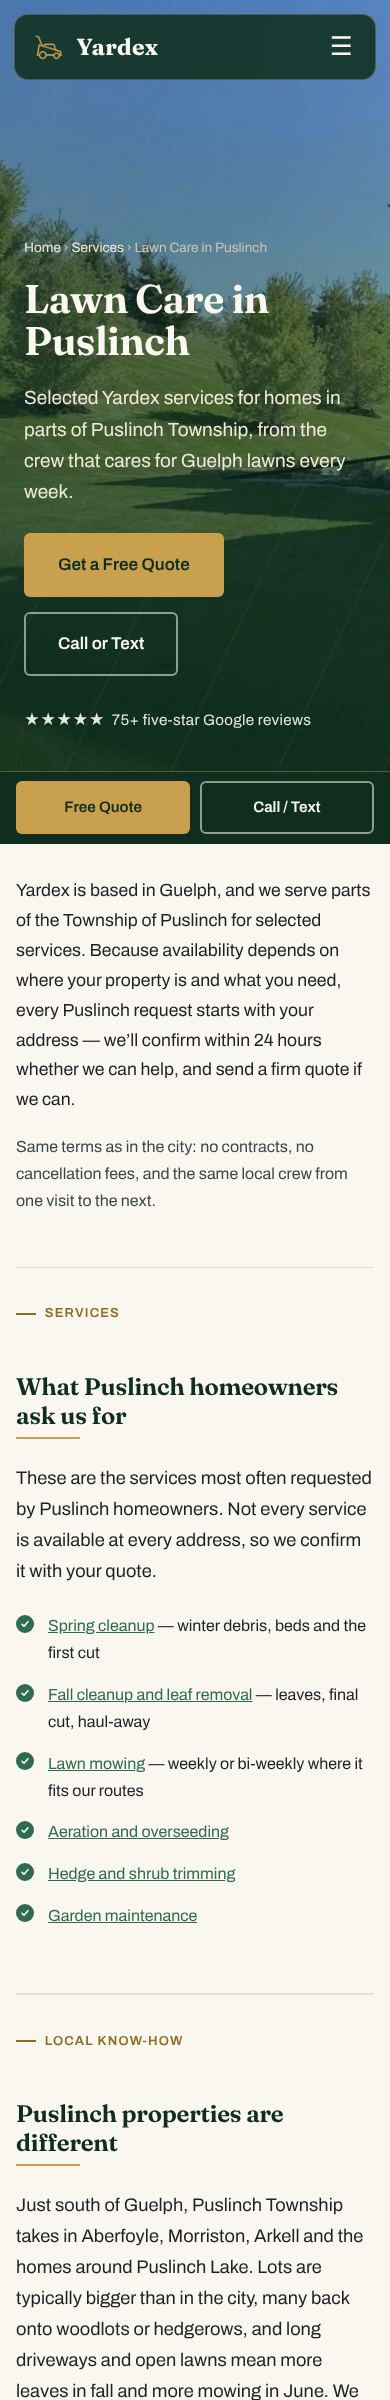 Yardex
Home › Services › Lawn Care in Puslinch
Lawn Care in
Puslinch
Selected Yardex services for homes in
parts of Puslinch Township, from the
crew that cares for Guelph lawns every
week.
Get a Free Quote
Call or Text
★★★★★ 75+ five-star Google reviews
Free Quote
Call / Text
Yardex is based in Guelph, and we serve parts
of the Township of Puslinch for selected
services. Because availability depends on
where your property is and what you need,
every Puslinch request starts with your
address — we’ll confirm within 24 hours
whether we can help, and send a firm quote if
we can.
Same terms as in the city: no contracts, no
cancellation fees, and the same local crew from
one visit to the next.
SERVICES
What Puslinch homeowners
ask us for
These are the services most often requested
by Puslinch homeowners. Not every service
is available at every address, so we confirm
it with your quote.
Spring cleanup — winter debris, beds and the
first cut
Fall cleanup and leaf removal — leaves, final
cut, haul-away
Lawn mowing — weekly or bi-weekly where it
fits our routes
Aeration and overseeding
Hedge and shrub trimming
Garden maintenance
LOCAL KNOW-HOW
Puslinch properties are
different
Just south of Guelph, Puslinch Township
takes in Aberfoyle, Morriston, Arkell and the
homes around Puslinch Lake. Lots are
typically bigger than in the city, many back
onto woodlots or hedgerows, and long
driveways and open lawns mean more
leaves in fall and more mowing in June. We